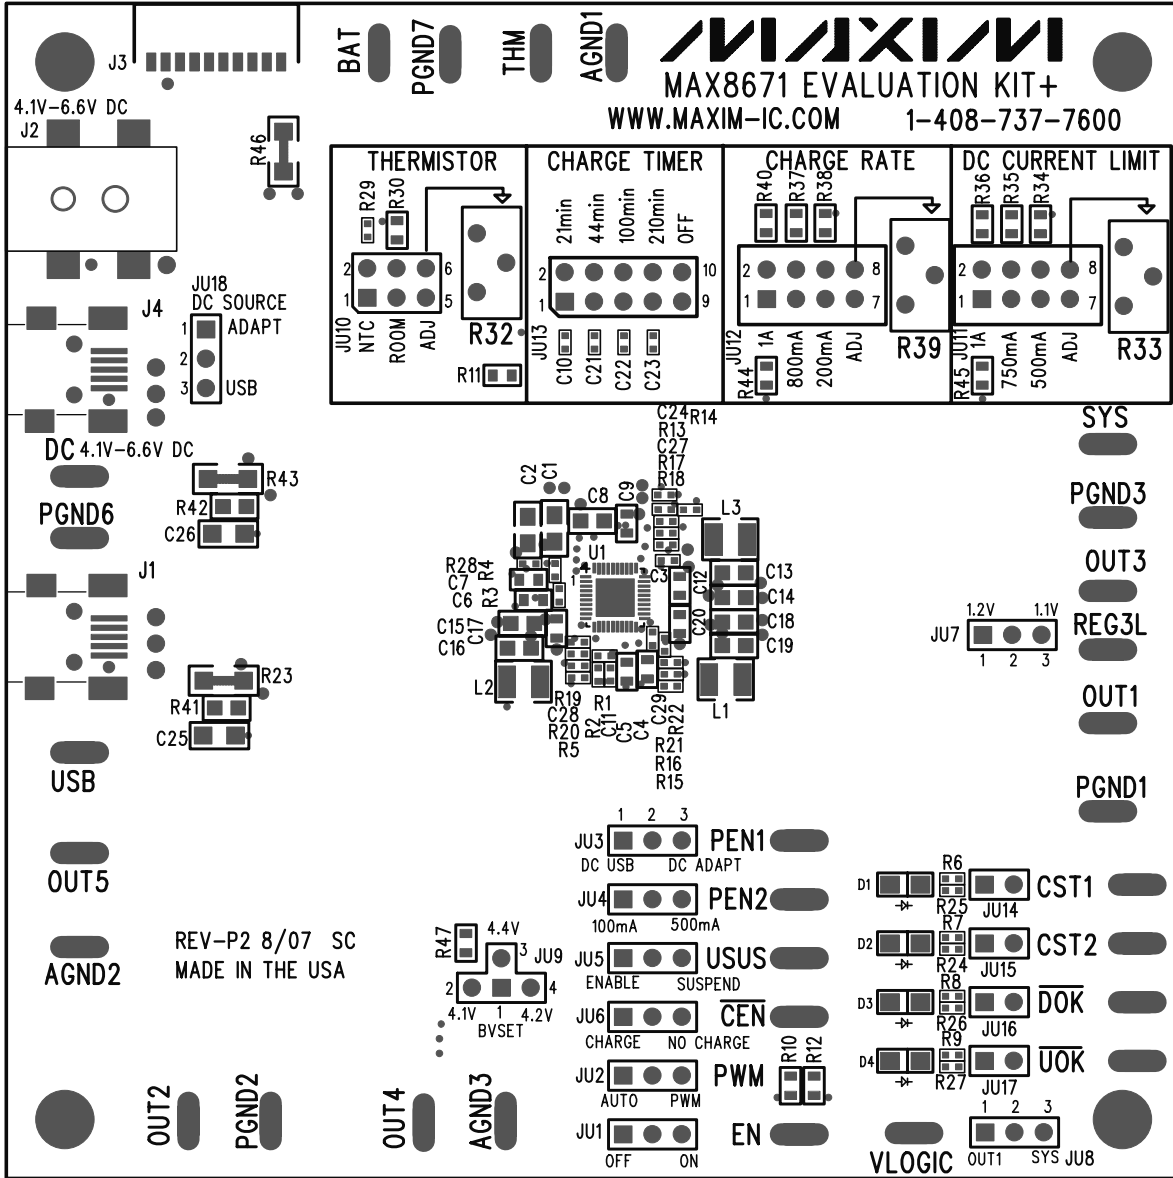 J3
BAT
PGND7
THM
AGND1
MAXIM
MAX8671 EVALUATION KIT+
WWW.MAXIM-IC.COM 1-408-737-7600
4.1V-6.6V DC
J2
R46
THERMISTOR
R29
R30
2
6
1
5
JU10
NTC
ROOM
ADJ
R32
R11
CHARGE TIMER
21min
44min
100min
210min
OFF
2
10
1
9
JU13
C10
C21
C22
C23
CHARGE RATE
R40
R37
R38
2
8
1
7
JU12
1A
800mA
200mA
ADJ
R44
R39
DC CURRENT LIMIT
R36
R35
R34
2
8
1
7
JU11
1A
750mA
500mA
ADJ
R45
R33
J4
JU18
DC SOURCE
1 ADAPT
2
3 USB
DC 4.1V-6.6V DC
PGND6
R43
R42
C26
J1
R23
R41
C25
USB
OUT5
AGND2
REV-P2 8/07 SC
MADE IN THE USA
C24
R14
R13
C27
R17
R18
C2
C1
C8
C9
L3
U1
1
R28
R4
C7
C6
R3
C15
C17
C16
L2
C3
C12
C13
C14
C20
C18
C19
L1
R19
C28
R20
R5
R1
R2
C11
C5
C4
C29
R22
R21
R16
R15
SYS
PGND3
OUT3
REG3L
OUT1
PGND1
1.2V 1.1V
JU7
1 2 3
1 2 3
JU3 PEN1
DC USB DC ADAPT
JU4 PEN2
100mA 500mA
JU5 USUS
ENABLE SUSPEND
JU6 CEN
CHARGE NO CHARGE
JU2 PWM
AUTO PWM
JU1 EN
OFF ON
R10
R12
R47
4.4V
3 JU9
2 4
4.1V 1 4.2V
BVSET
D1 R6 CST1
R25 JU14
D2 R7 CST2
R24 JU15
D3 R8 DOK
R26 JU16
D4 R9 UOK
R27 JU17
1 2 3
OUT1 SYS JU8
VLOGIC
OUT2
PGND2
OUT4
AGND3